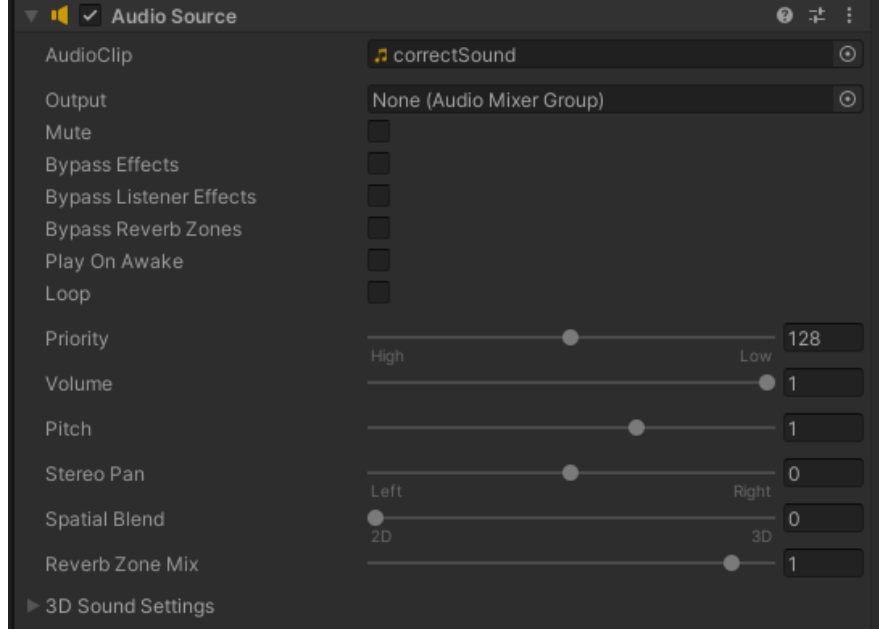 Audio Source
AudioClip correctSound
Output None (Audio Mixer Group)
Mute
Bypass Effects
Bypass Listener Effects
Bypass Reverb Zones
Play On Awake
Loop
Priority 128
High Low
Volume 1
Pitch 1
Stereo Pan 0
Left Right
Spatial Blend 0
2D 3D
Reverb Zone Mix 1
3D Sound Settings